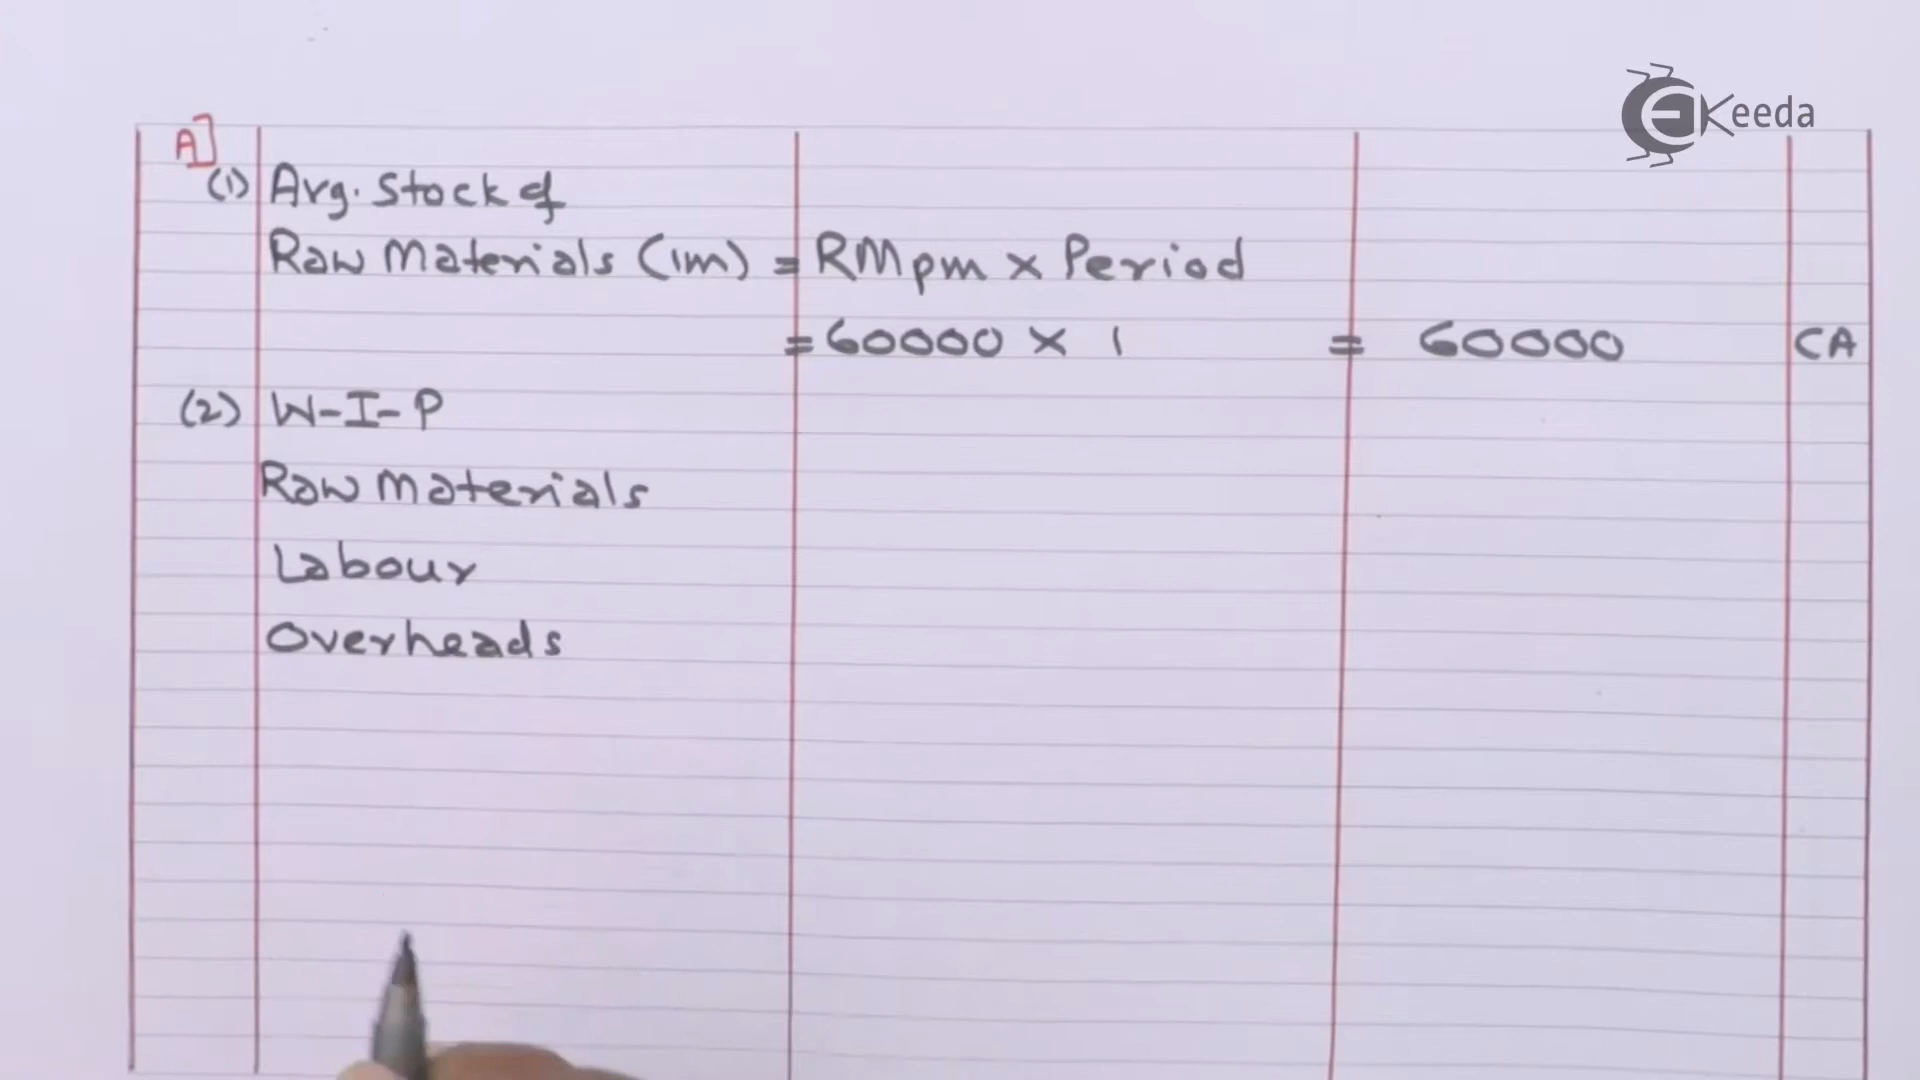 EKeeda
A]
(1) Avg. Stock of
Raw Materials (1m) = RMpm × Period
= 60000 × 1 = 60000 CA
(2) W-I-P
Raw Materials
Labour
Overheads